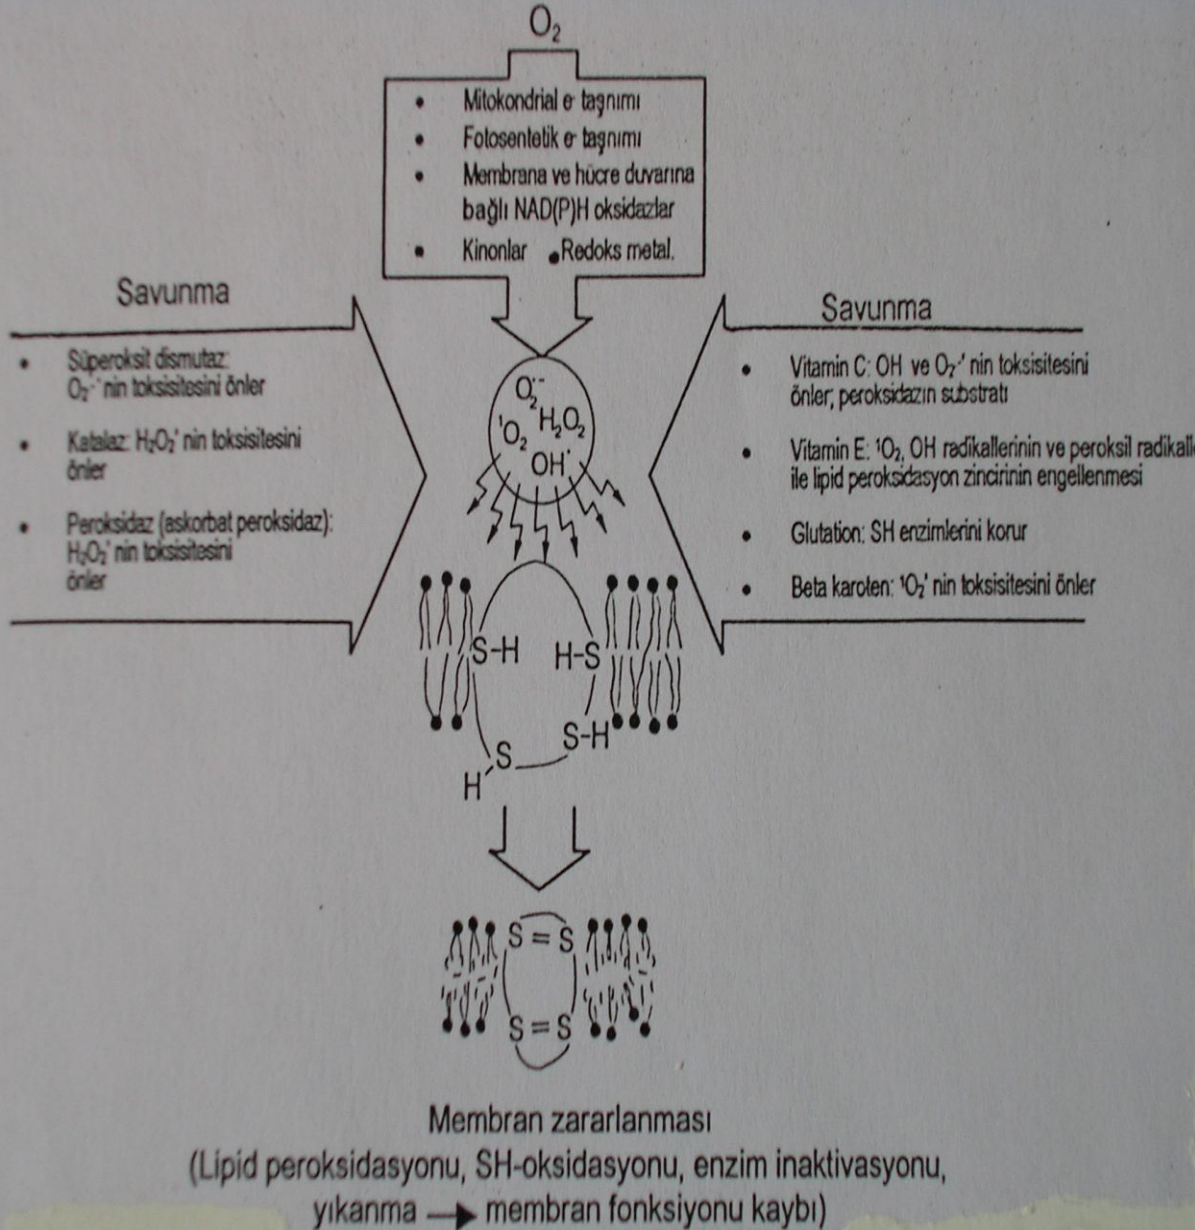 O₂
• Mitokondrial e⁻ taşnımı
• Fotosentetik e⁻ taşnımı
• Membrana ve hücre duvarına
bağlı NAD(P)H oksidazlar
• Kinonlar •Redoks metal.
Savunma
• Süperoksit dismutaz:
O₂·⁻' nin toksisitesini önler
• Katalaz: H₂O₂' nin toksisitesini
önler
• Peroksidaz (askorbat peroksidaz):
H₂O₂' nin toksisitesini
önler
O₂·⁻
¹O₂ H₂O₂
OH·
Savunma
• Vitamin C: OH ve O₂·⁻' nin toksisitesini
önler; peroksidazın substratı
• Vitamin E: ¹O₂, OH radikallerinin ve peroksil radikalle
ile lipid peroksidasyon zincirinin engellenmesi
• Glutation: SH enzimlerini korur
• Beta karoten: ¹O₂' nin toksisitesini önler
S-H H-S
S-H
S
H
S = S
S = S
Membran zararlanması
(Lipid peroksidasyonu, SH-oksidasyonu, enzim inaktivasyonu,
yıkanma → membran fonksiyonu kaybı)